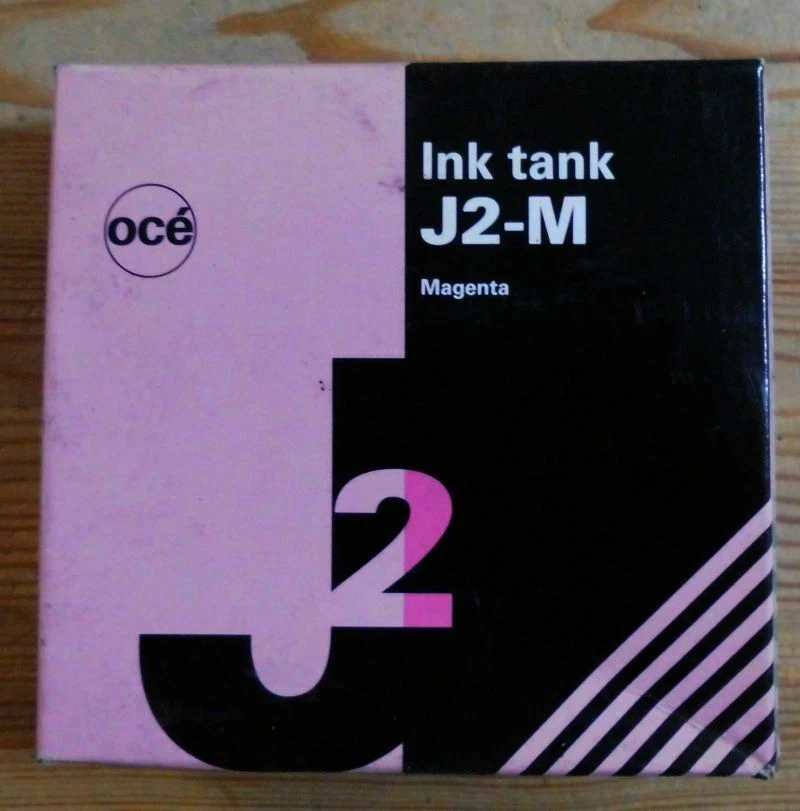 océ
Ink tank
J2-M
Magenta
J2